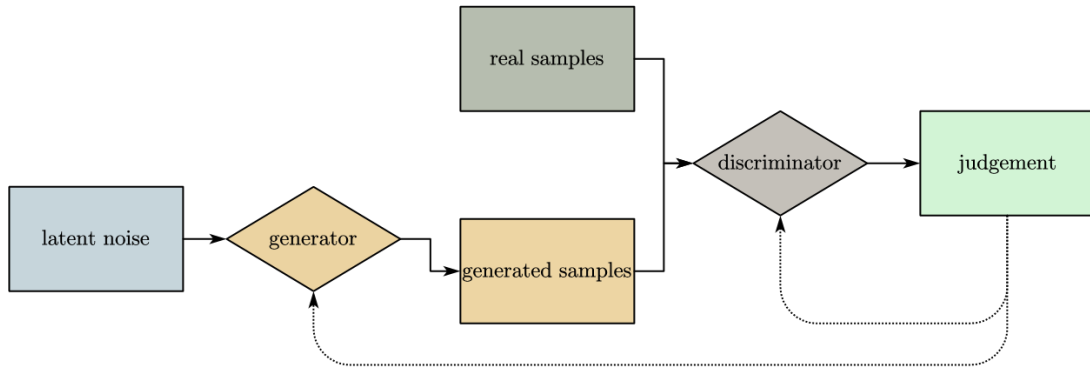 real samples
discriminator
judgement
latent noise
generator
generated samples